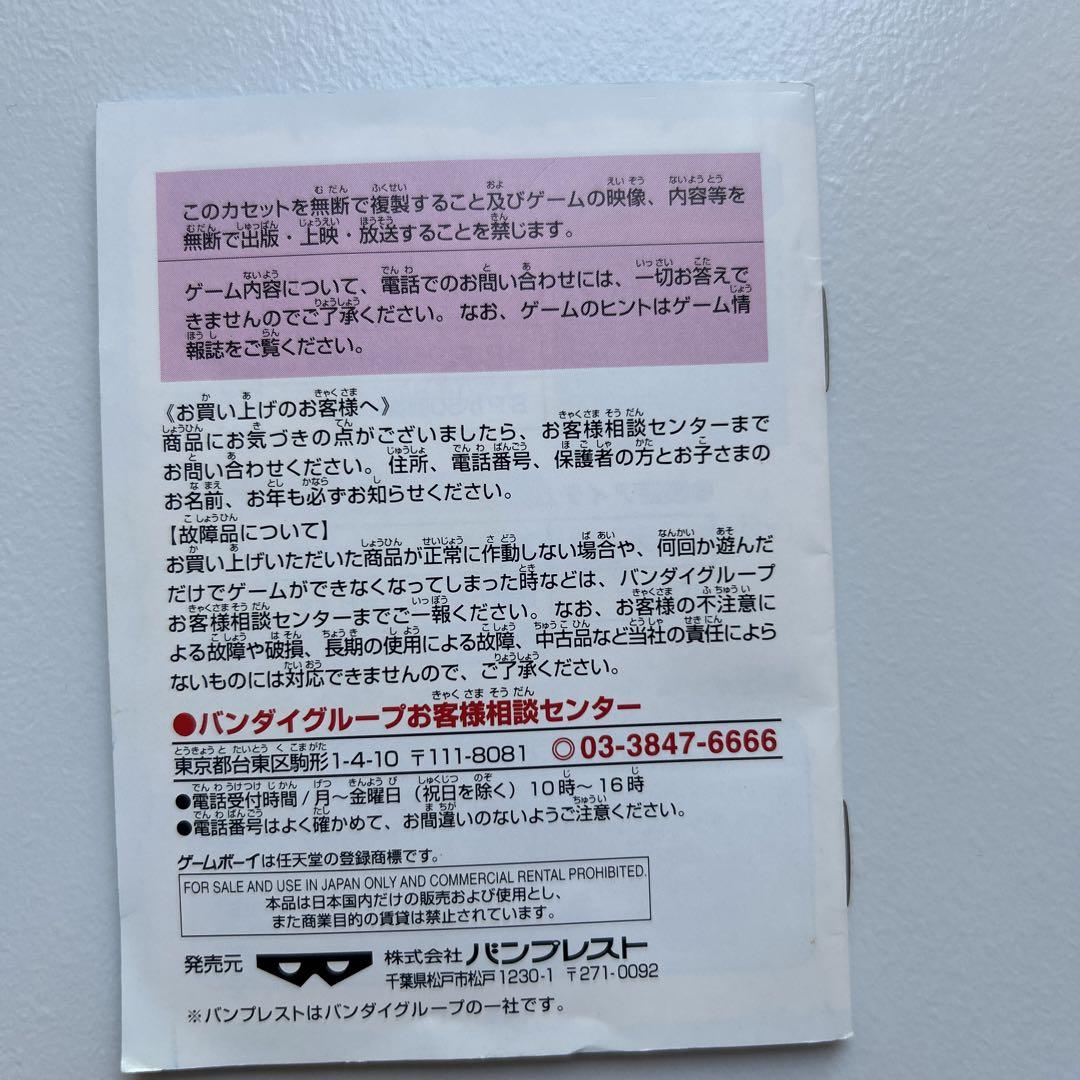 このカセットを無断で複製すること及びゲームの映像、内容等を
無断で出版・上映・放送することを禁じます。
ゲーム内容について、電話でのお問い合わせには、一切お答えで
きませんのでご了承ください。なお、ゲームのヒントはゲーム情
報誌をご覧ください。
《お買い上げのお客様へ》
商品にお気づきの点がございましたら、お客様相談センターまで
お問い合わせください。住所、電話番号、保護者の方とお子さまの
お名前、お年も必ずお知らせください。
【故障品について】
お買い上げいただいた商品が正常に作動しない場合や、何回か遊んだ
だけでゲームができなくなってしまった時などは、バンダイグループ
お客様相談センターまでご一報ください。なお、お客様の不注意に
よる故障や破損、長期の使用による故障、中古品など当社の責任によら
ないものには対応できませんので、ご了承ください。
●バンダイグループお客様相談センター
東京都台東区駒形1-4-10 〒111-8081 ◎03-3847-6666
●電話受付時間/月〜金曜日(祝日を除く)10時〜16時
●電話番号はよく確かめて、お間違いのないようご注意ください。
ゲームボーイは任天堂の登録商標です。
FOR SALE AND USE IN JAPAN ONLY AND COMMERCIAL RENTAL PROHIBITED.
本品は日本国内だけの販売および使用とし、
また商業目的の賃貸は禁止されています。
発売元 株式会社 バンプレスト
千葉県松戸市松戸1230-1 〒271-0092
※バンプレストはバンダイグループの一社です。